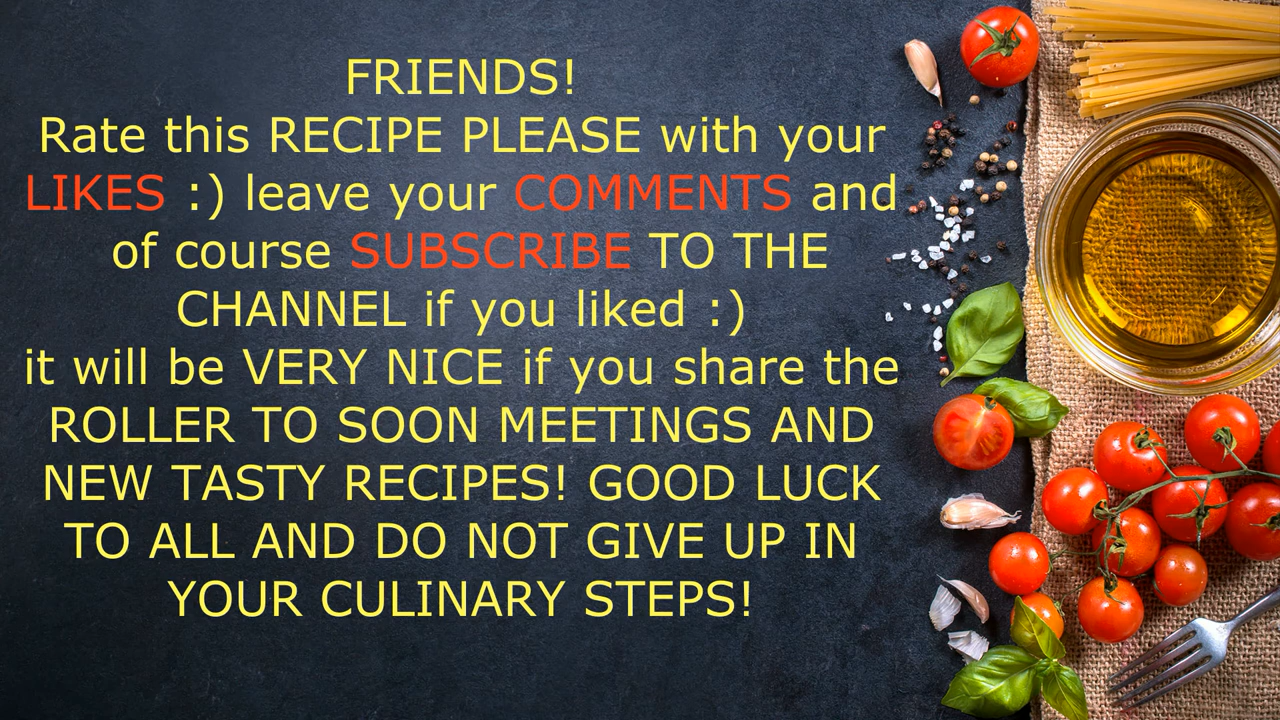 FRIENDS!
Rate this RECIPE PLEASE with your
LIKES :) leave your COMMENTS and
of course SUBSCRIBE TO THE
CHANNEL if you liked :)
it will be VERY NICE if you share the
ROLLER TO SOON MEETINGS AND
NEW TASTY RECIPES! GOOD LUCK
TO ALL AND DO NOT GIVE UP IN
YOUR CULINARY STEPS!